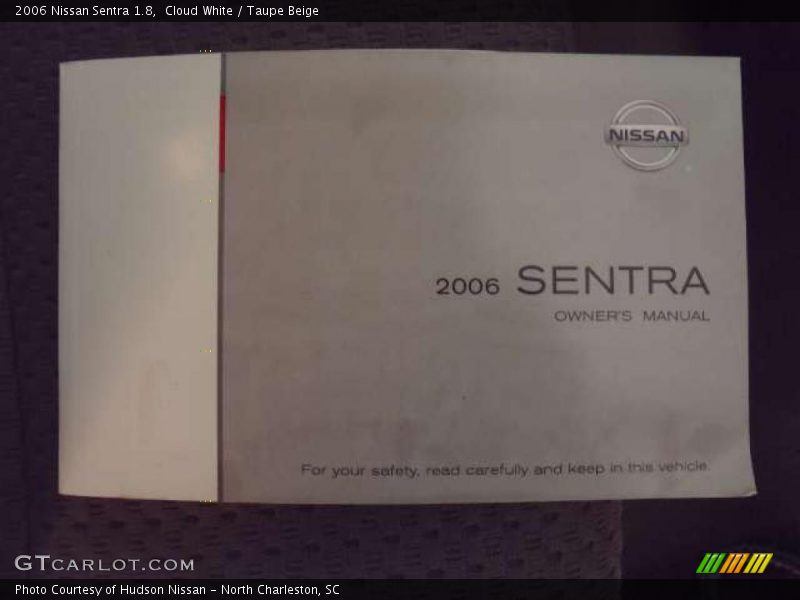 2006 Nissan Sentra 1.8,  Cloud White / Taupe Beige
NISSAN
2006 SENTRA
OWNER'S MANUAL
For your safety, read carefully and keep in this vehicle.
GTCARLOT.COM
Photo Courtesy of Hudson Nissan - North Charleston, SC